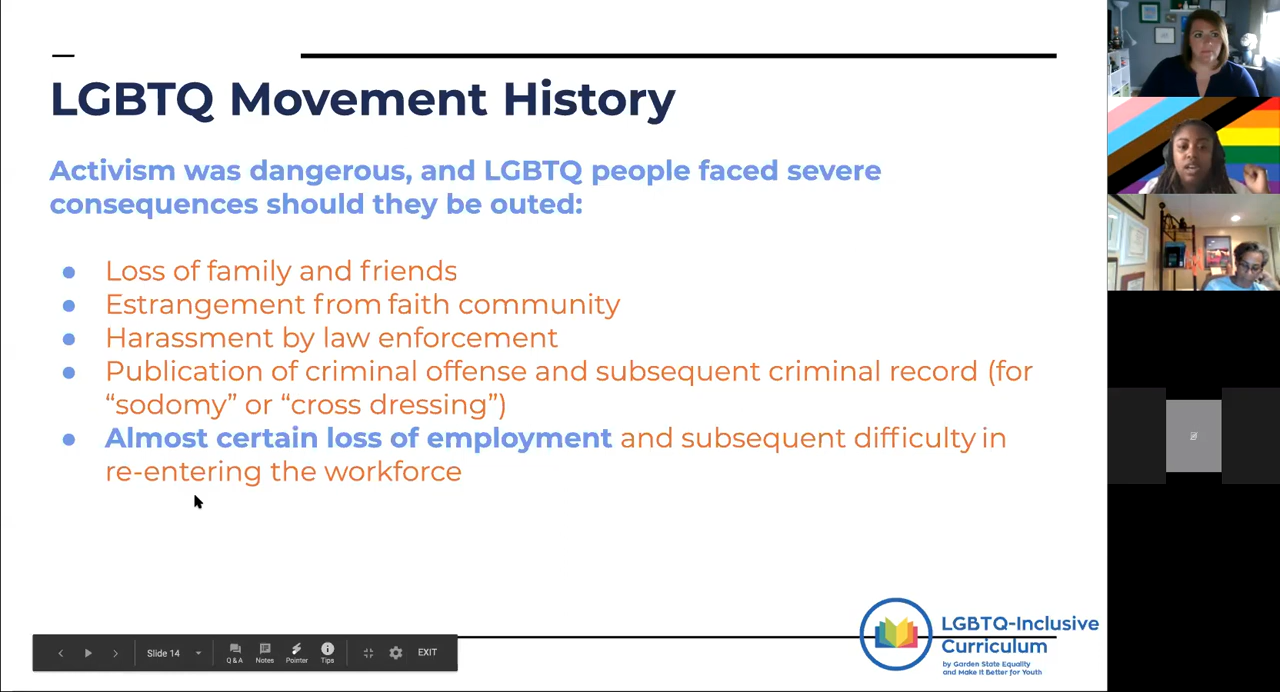 LGBTQ Movement History
Activism was dangerous, and LGBTQ people faced severe
consequences should they be outed:
● Loss of family and friends
● Estrangement from faith community
● Harassment by law enforcement
● Publication of criminal offense and subsequent criminal record (for
“sodomy” or “cross dressing”)
● Almost certain loss of employment and subsequent difficulty in
re-entering the workforce
LGBTQ-Inclusive
Curriculum
by Garden State Equality
and Make It Better for Youth
Slide 14
Q & A
Notes
Pointer
Tips
EXIT